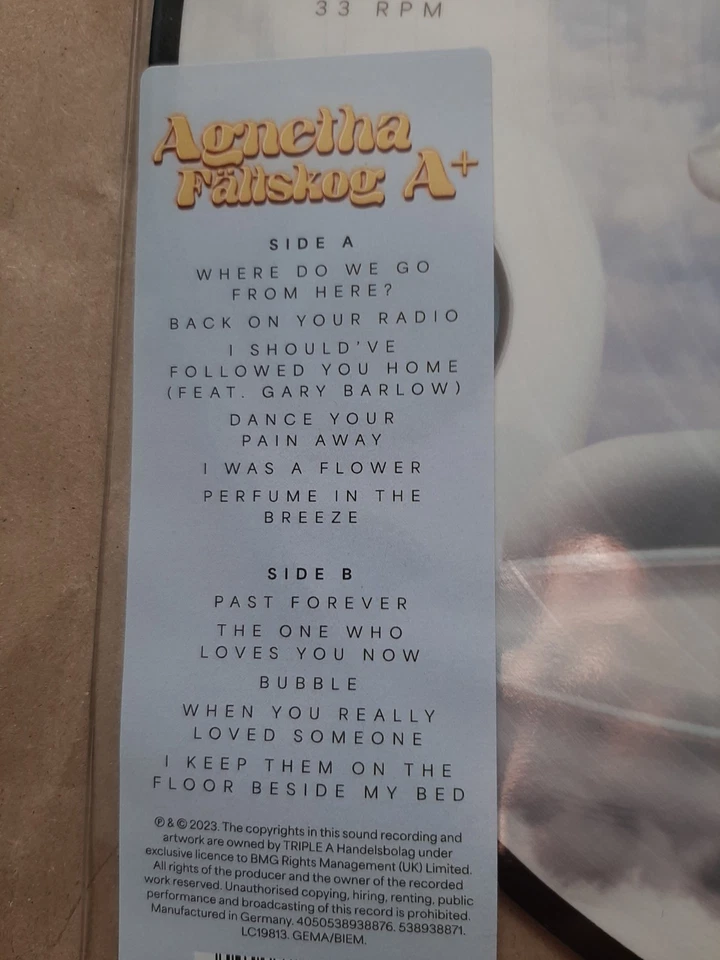 33 RPM
Agnetha
Fältskog A+
SIDE A
WHERE DO WE GO
FROM HERE?
BACK ON YOUR RADIO
I SHOULD'VE
FOLLOWED YOU HOME
(FEAT. GARY BARLOW)
DANCE YOUR
PAIN AWAY
I WAS A FLOWER
PERFUME IN THE
BREEZE
SIDE B
PAST FOREVER
THE ONE WHO
LOVES YOU NOW
BUBBLE
WHEN YOU REALLY
LOVED SOMEONE
I KEEP THEM ON THE
FLOOR BESIDE MY BED
℗ & © 2023. The copyrights in this sound recording and
artwork are owned by TRIPLE A Handelsbolag under
exclusive licence to BMG Rights Management (UK) Limited.
All rights of the producer and the owner of the recorded
work reserved. Unauthorised copying, hiring, renting, public
performance and broadcasting of this record is prohibited.
Manufactured in Germany. 4050538938876. 538938871.
LC19813. GEMA/BIEM.